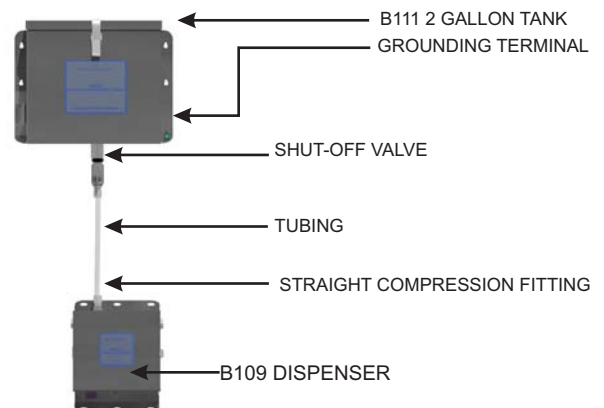 B111 2 GALLON TANK
GROUNDING TERMINAL
SHUT-OFF VALVE
TUBING
STRAIGHT COMPRESSION FITTING
B109 DISPENSER